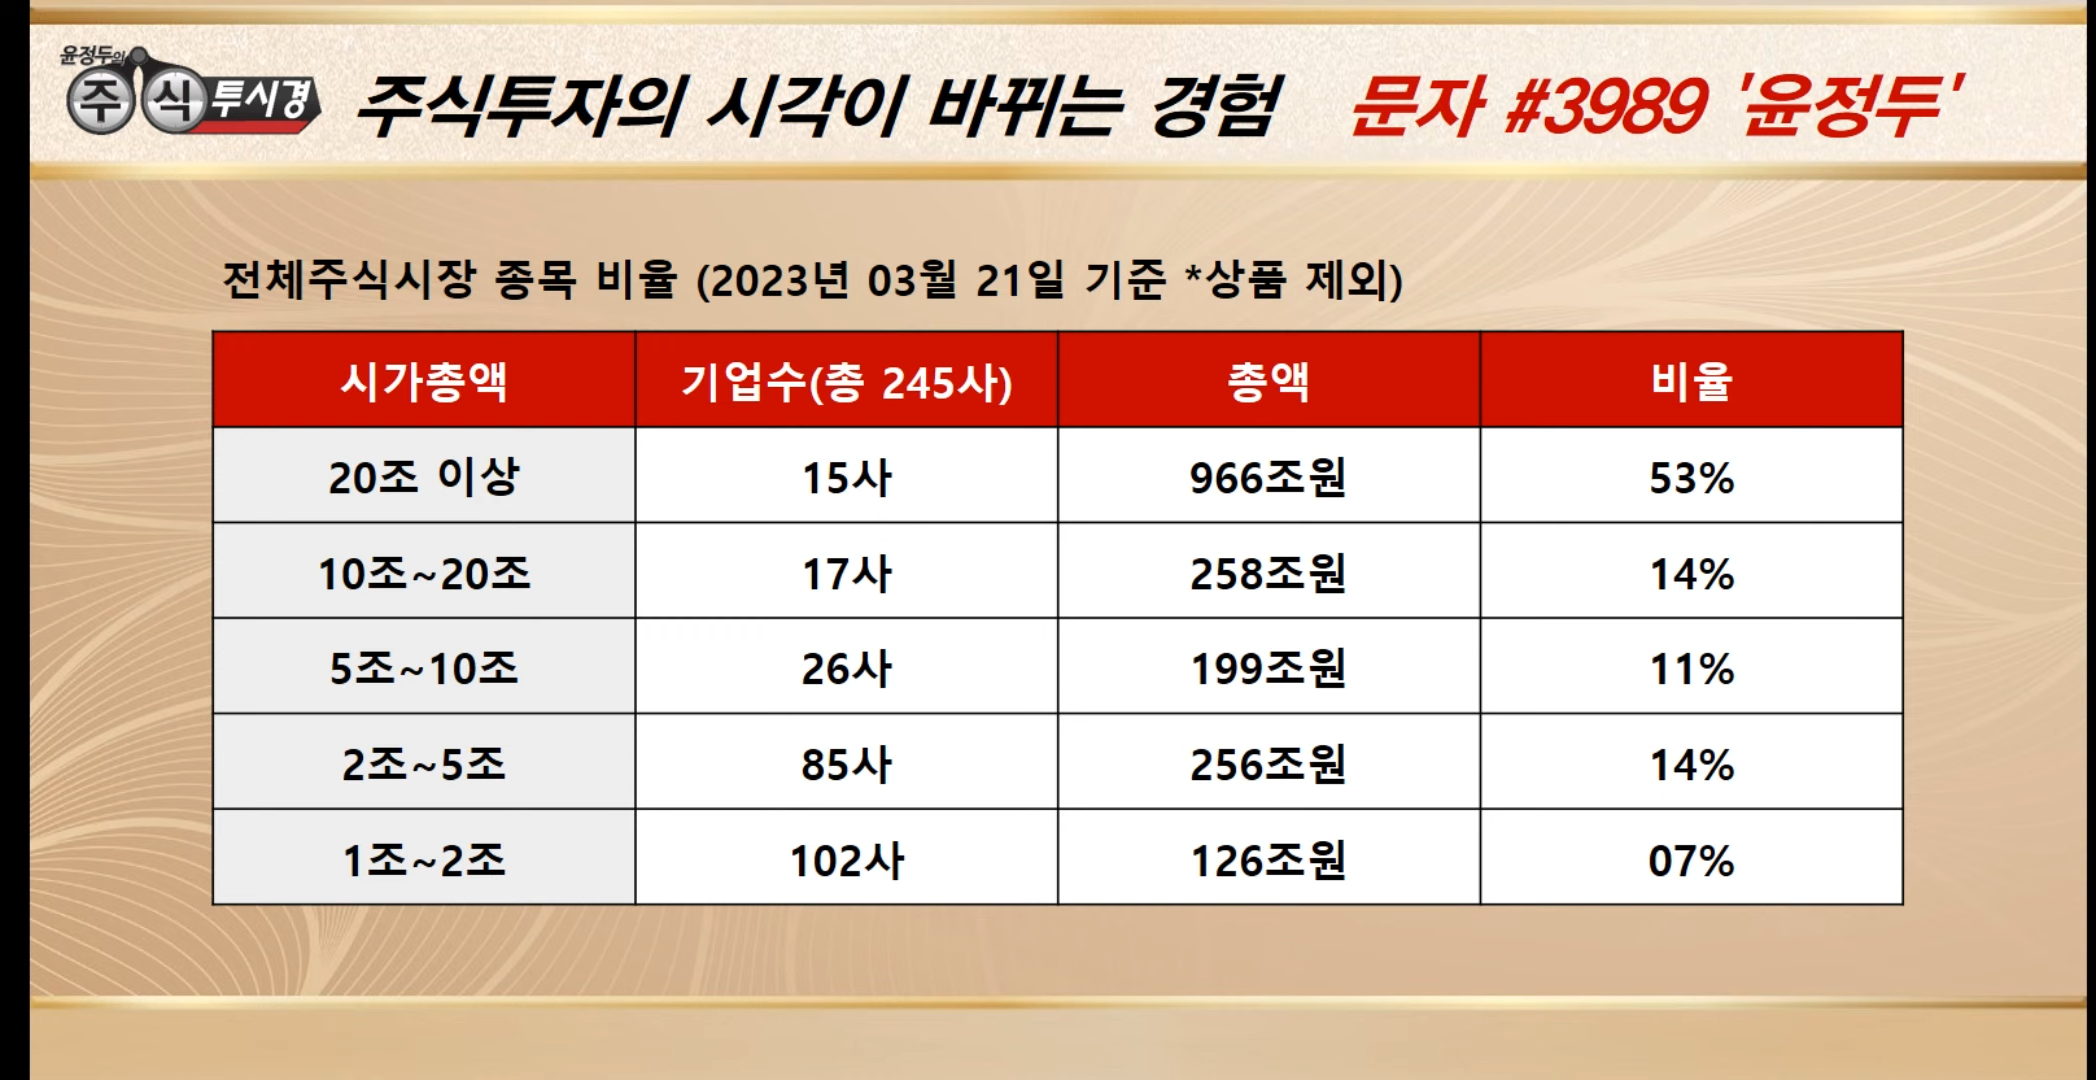 윤정두의
주식투시경
주식투자의 시각이 바뀌는 경험 문자 #3989 '윤정두'
전체주식시장 종목 비율 (2023년 03월 21일 기준 *상품 제외)
시가총액 기업수(총 245사) 총액 비율
20조 이상 15사 966조원 53%
10조~20조 17사 258조원 14%
5조~10조 26사 199조원 11%
2조~5조 85사 256조원 14%
1조~2조 102사 126조원 07%